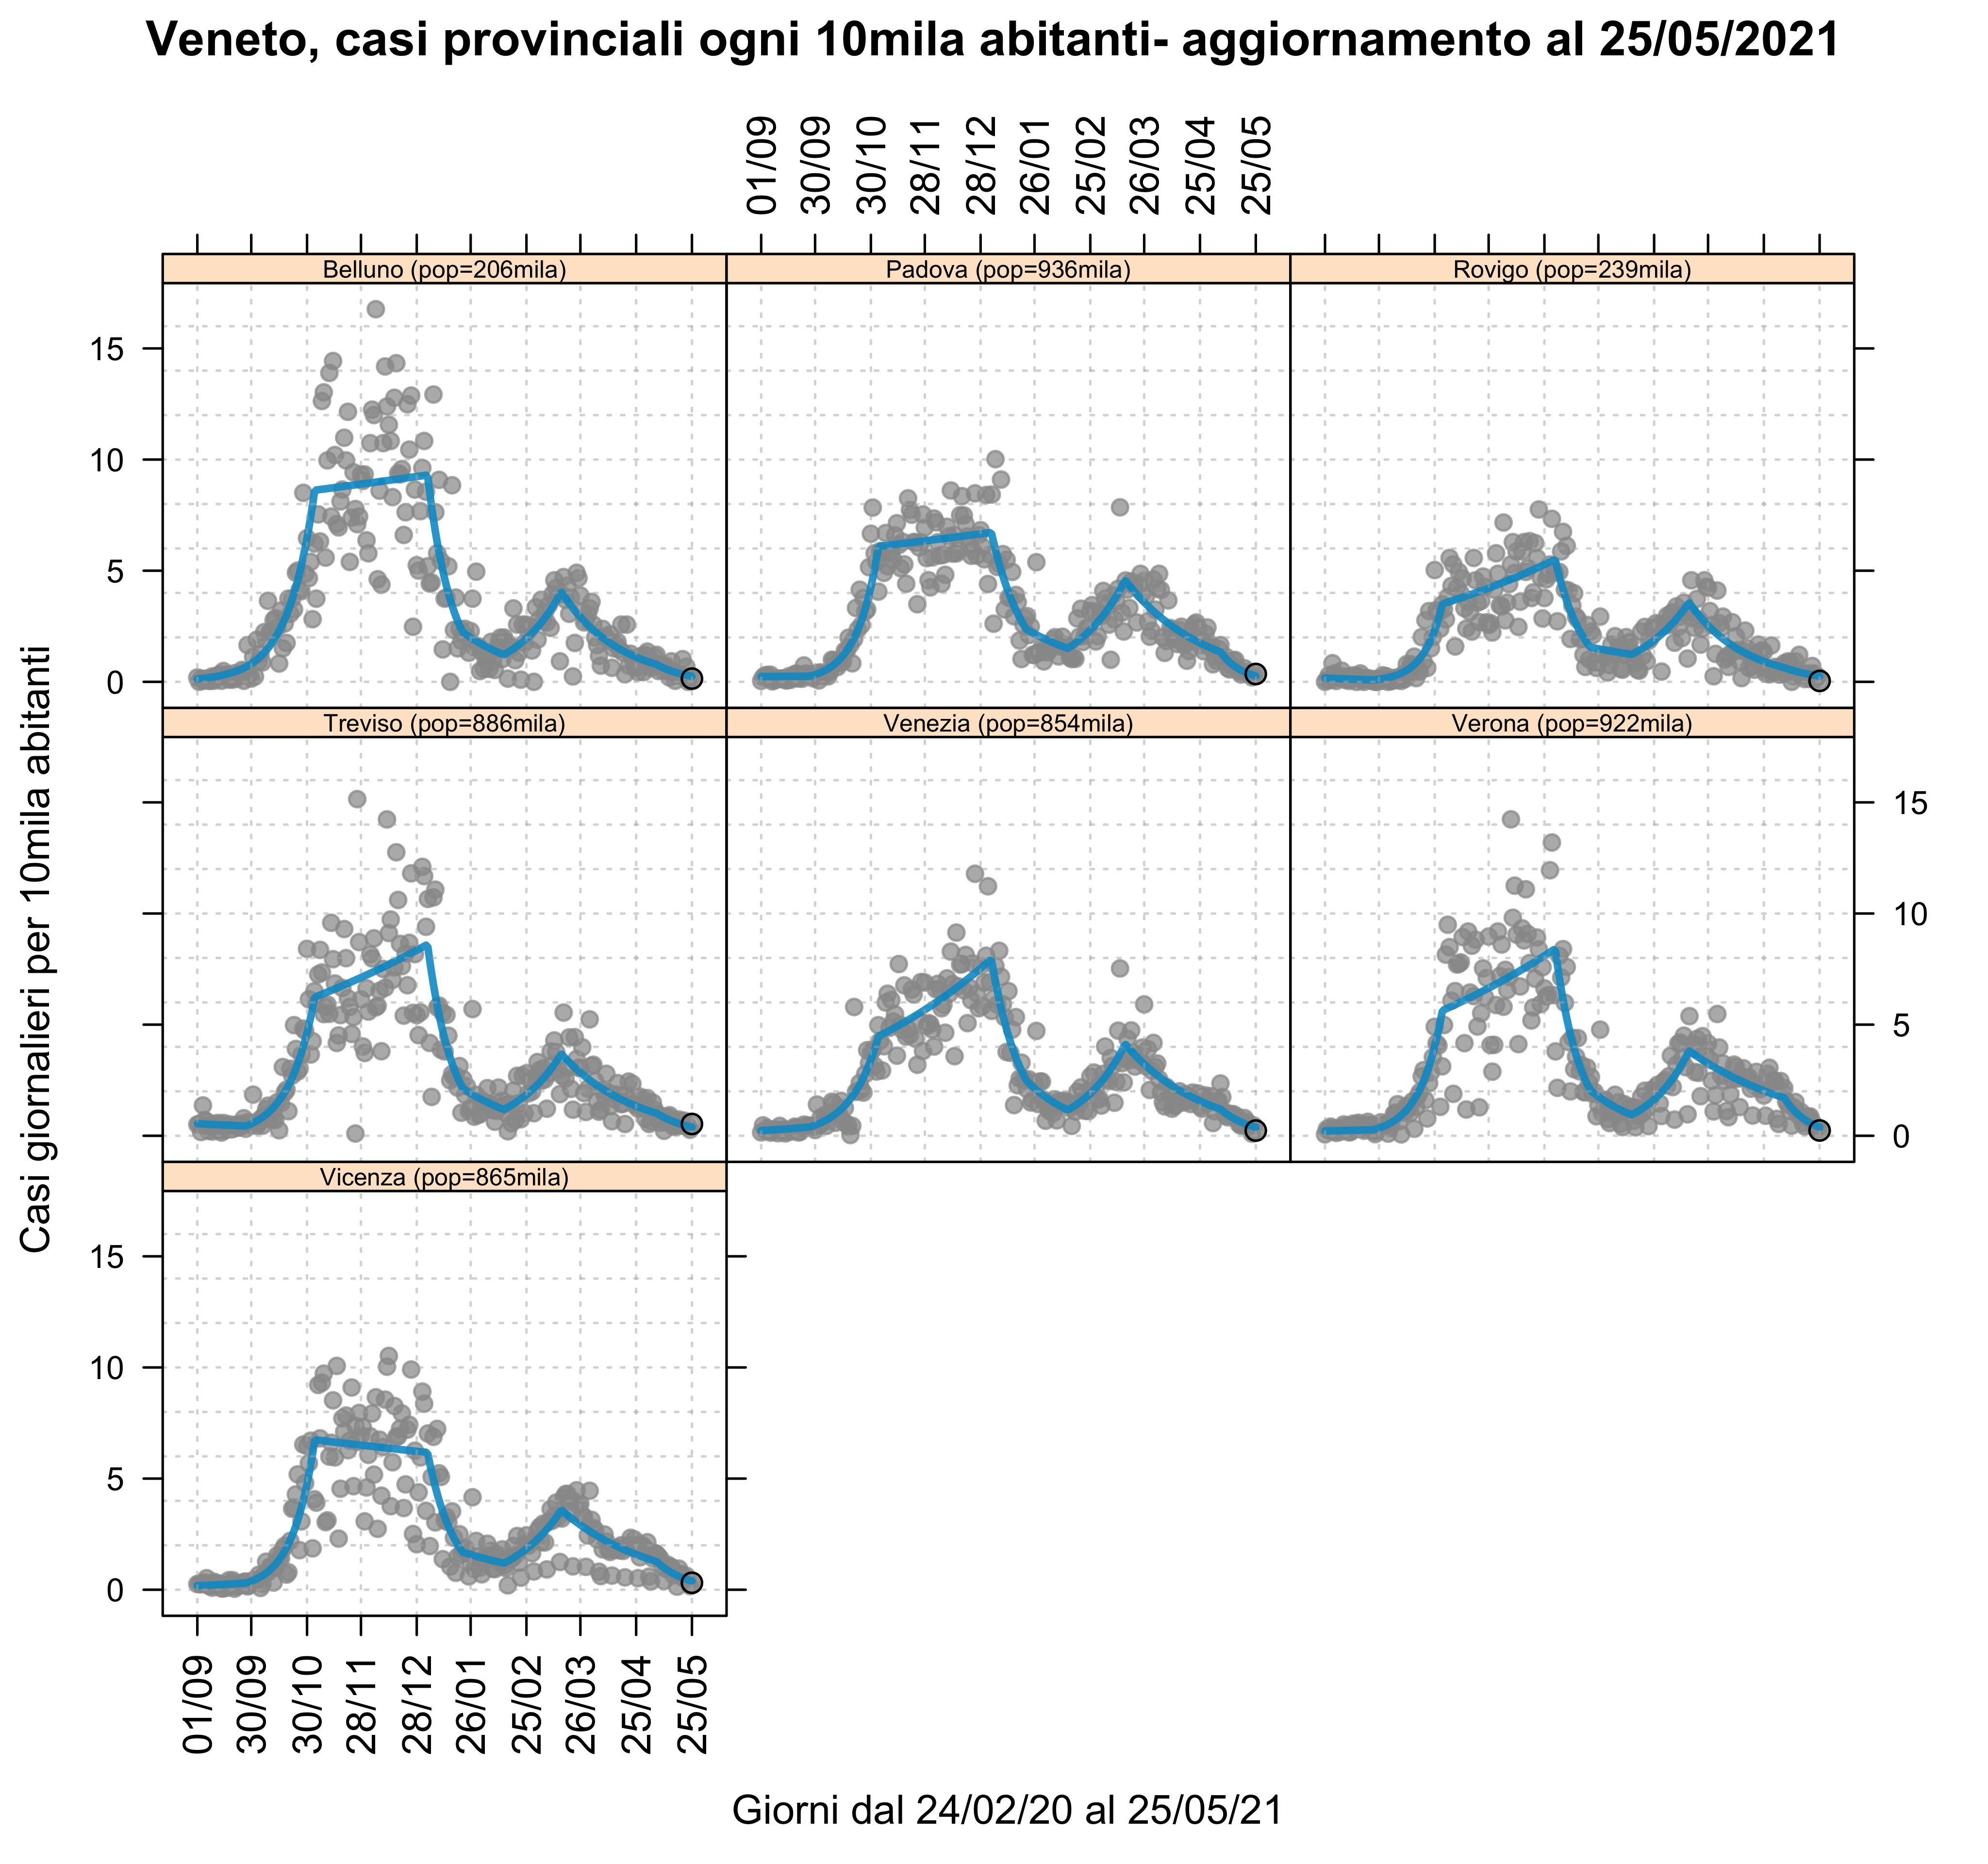 Veneto, casi provinciali ogni 10mila abitanti- aggiornamento al 25/05/2021
01/09 30/09 30/10 28/11 28/12 26/01 25/02 26/03 25/04 25/05
Belluno (pop=206mila) Padova (pop=936mila) Rovigo (pop=239mila)
15
10
5
0
Treviso (pop=886mila) Venezia (pop=854mila) Verona (pop=922mila)
15
10
5
0
Vicenza (pop=865mila)
15
10
5
0
01/09 30/09 30/10 28/11 28/12 26/01 25/02 26/03 25/04 25/05
Casi giornalieri per 10mila abitanti
Giorni dal 24/02/20 al 25/05/21